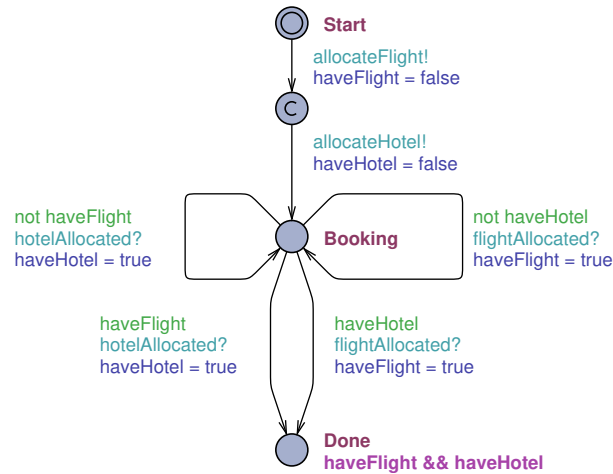 Start
allocateFlight!
haveFlight = false
C
allocateHotel!
haveHotel = false
not haveFlight
hotelAllocated?
haveHotel = true
Booking
not haveHotel
flightAllocated?
haveFlight = true
haveFlight
hotelAllocated?
haveHotel = true
haveHotel
flightAllocated?
haveFlight = true
Done
haveFlight && haveHotel